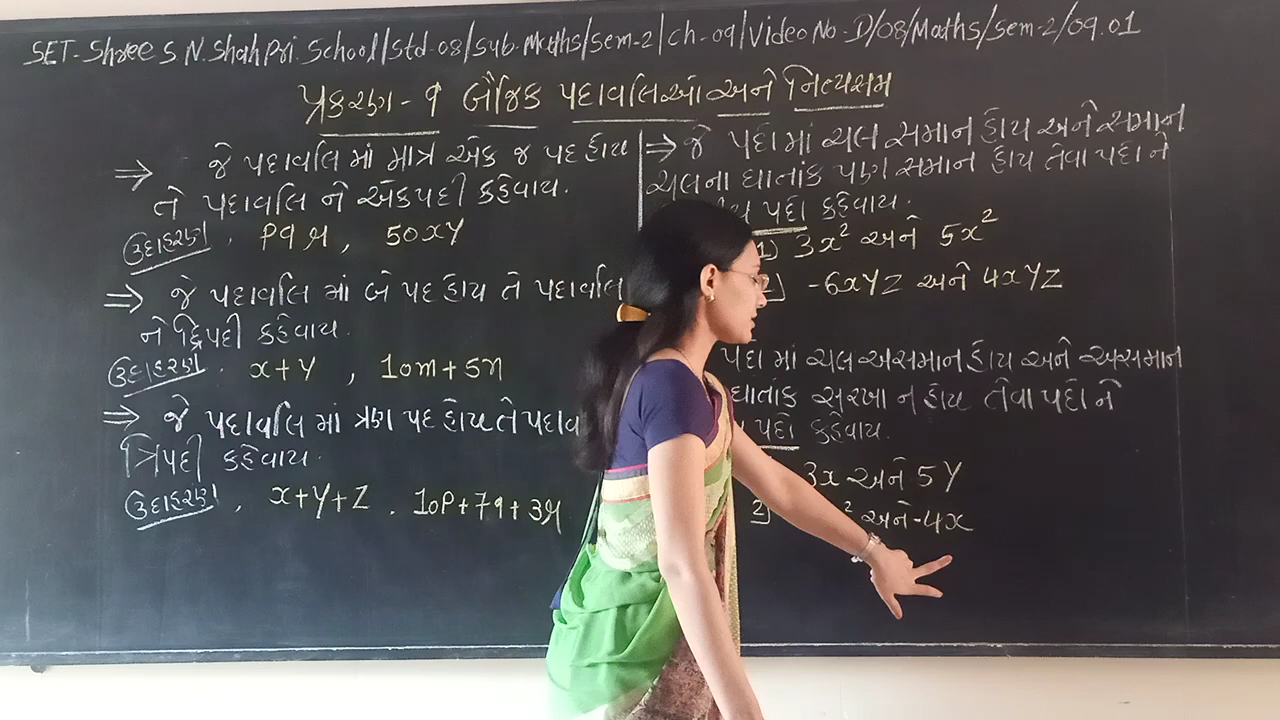 SET-Shree S N. Shah Pri. School/Std-08/Sub-Maths/Sem-2/Ch-09/Video No-D/08/Maths/Sem-2/09.01
પ્રકરણ-૧ બૈજિક પદાવલિઓ અને નિત્યસમ
⇒ જે પદાવલિ માં માત્ર એક જ પદ હોય
તે પદાવલિ ને એકપદી કહેવાય.
ઉદાહરણ. pqr, 50xy
⇒ જે પદાવલિ માં બે પદ હોય તે પદાવલિ
ને દ્વિપદી કહેવાય.
ઉદાહરણ. x+y, 10m+5n
⇒ જે પદાવલિ માં ત્રણ પદ હોય તે પદાવ
ત્રિપદી કહેવાય.
ઉદાહરણ. x+y+z, 10p+7q+3r
⇒ જે પદોમાં ચલ સમાન હોય અને સમાન
ચલના ઘાતાંક પણ સમાન હોય તેવા પદોને
પદો કહેવાય.
1) 3x² અને 5x²
2) -6xyz અને 4xyz
પદો માં ચલ અસમાન હોય અને અસમાન
ઘાતાંક સરખા ન હોય તેવા પદો ને
પદો કહેવાય.
3x અને 5y
2) ² અને -4x